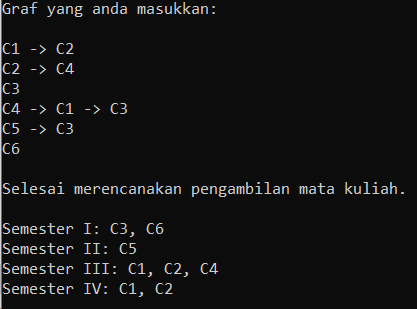 Graf yang anda masukkan:
C1 -> C2
C2 -> C4
C3
C4 -> C1 -> C3
C5 -> C3
C6
Selesai merencanakan pengambilan mata kuliah.
Semester I: C3, C6
Semester II: C5
Semester III: C1, C2, C4
Semester IV: C1, C2